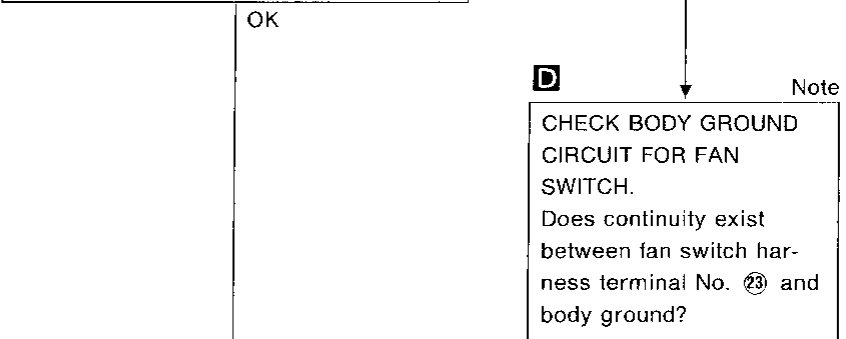 OK
D
Note
CHECK BODY GROUND
CIRCUIT FOR FAN
SWITCH.
Does continuity exist
between fan switch har-
ness terminal No. ㉓ and
body ground?